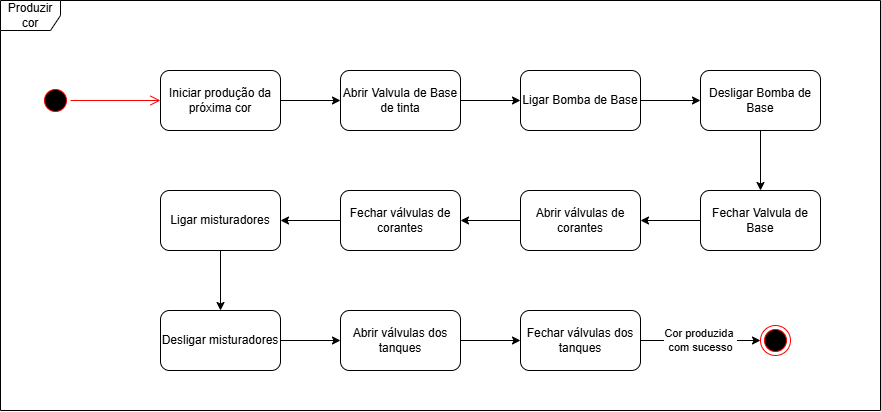 Produzir
cor
Iniciar produção da
próxima cor
Abrir Valvula de Base
de tinta
Ligar Bomba de Base
Desligar Bomba de
Base
Ligar misturadores
Fechar válvulas de
corantes
Abrir válvulas de
corantes
Fechar Valvula de
Base
Desligar misturadores
Abrir válvulas dos
tanques
Fechar válvulas dos
tanques
Cor produzida
com sucesso